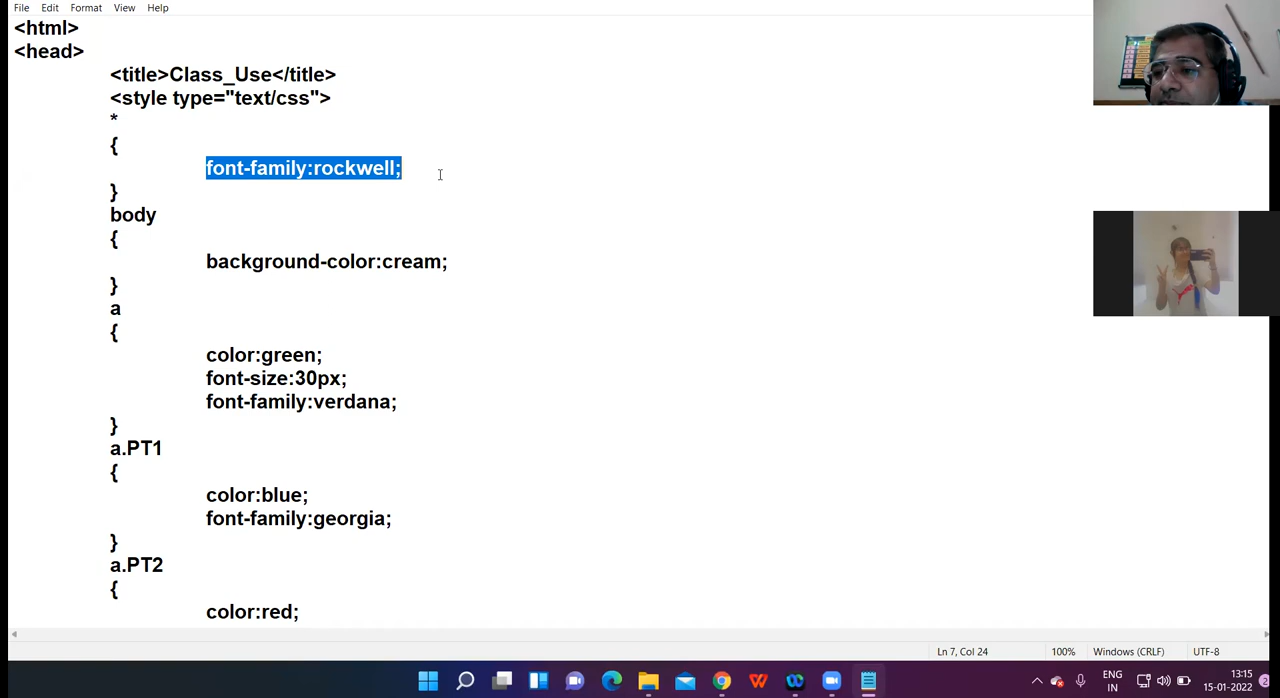 File Edit Format View Help
<html>
<head>
<title>Class_Use</title>
<style type="text/css">
*
{
font-family:rockwell;
}
body
{
background-color:cream;
}
a
{
color:green;
font-size:30px;
font-family:verdana;
}
a.PT1
{
color:blue;
font-family:georgia;
}
a.PT2
{
color:red;
Ln 7, Col 24 100% Windows (CRLF) UTF-8
ENG 13:15
IN 15-01-2022 2